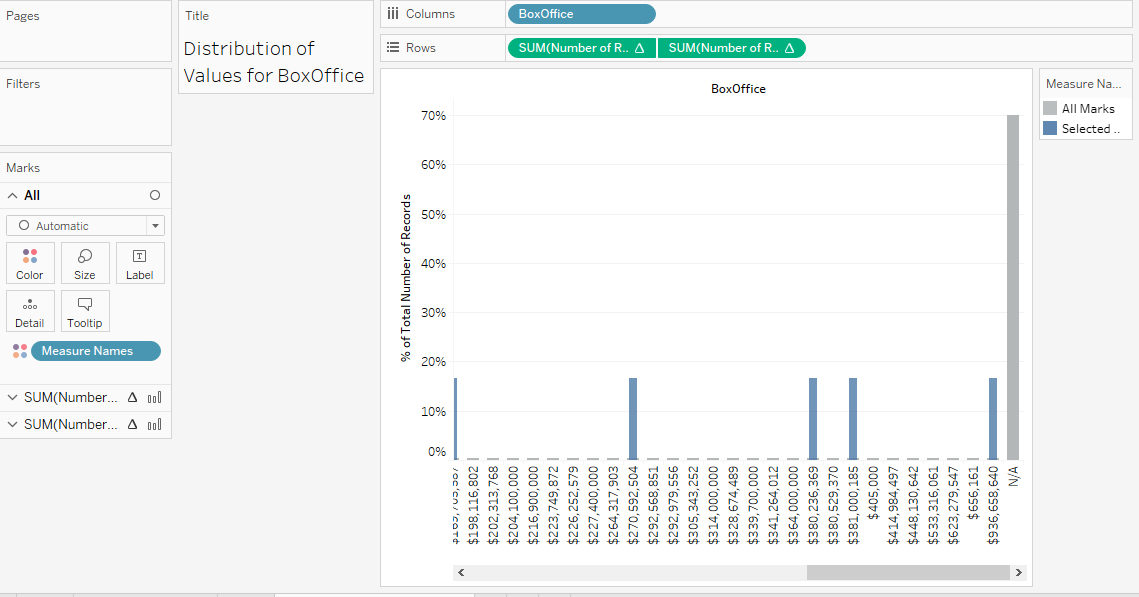 Pages
Filters
Marks
All
Automatic
Color
Size
Label
Detail
Tooltip
Measure Names
SUM(Number...
SUM(Number...
Title
Distribution of
Values for BoxOffice
Columns
BoxOffice
Rows
SUM(Number of R..
SUM(Number of R..
BoxOffice
% of Total Number of Records
70%
60%
50%
40%
30%
20%
10%
0%
$198,116,802
$202,313,768
$204,100,000
$216,900,000
$223,749,872
$226,252,579
$227,400,000
$264,317,903
$270,592,504
$292,568,851
$292,979,556
$305,343,252
$314,000,000
$328,674,489
$339,700,000
$341,264,012
$364,000,000
$380,236,369
$380,529,370
$381,000,185
$405,000
$414,984,497
$448,130,642
$533,316,061
$623,279,547
$656,161
$936,658,640
N/A
Measure Na...
All Marks
Selected ..